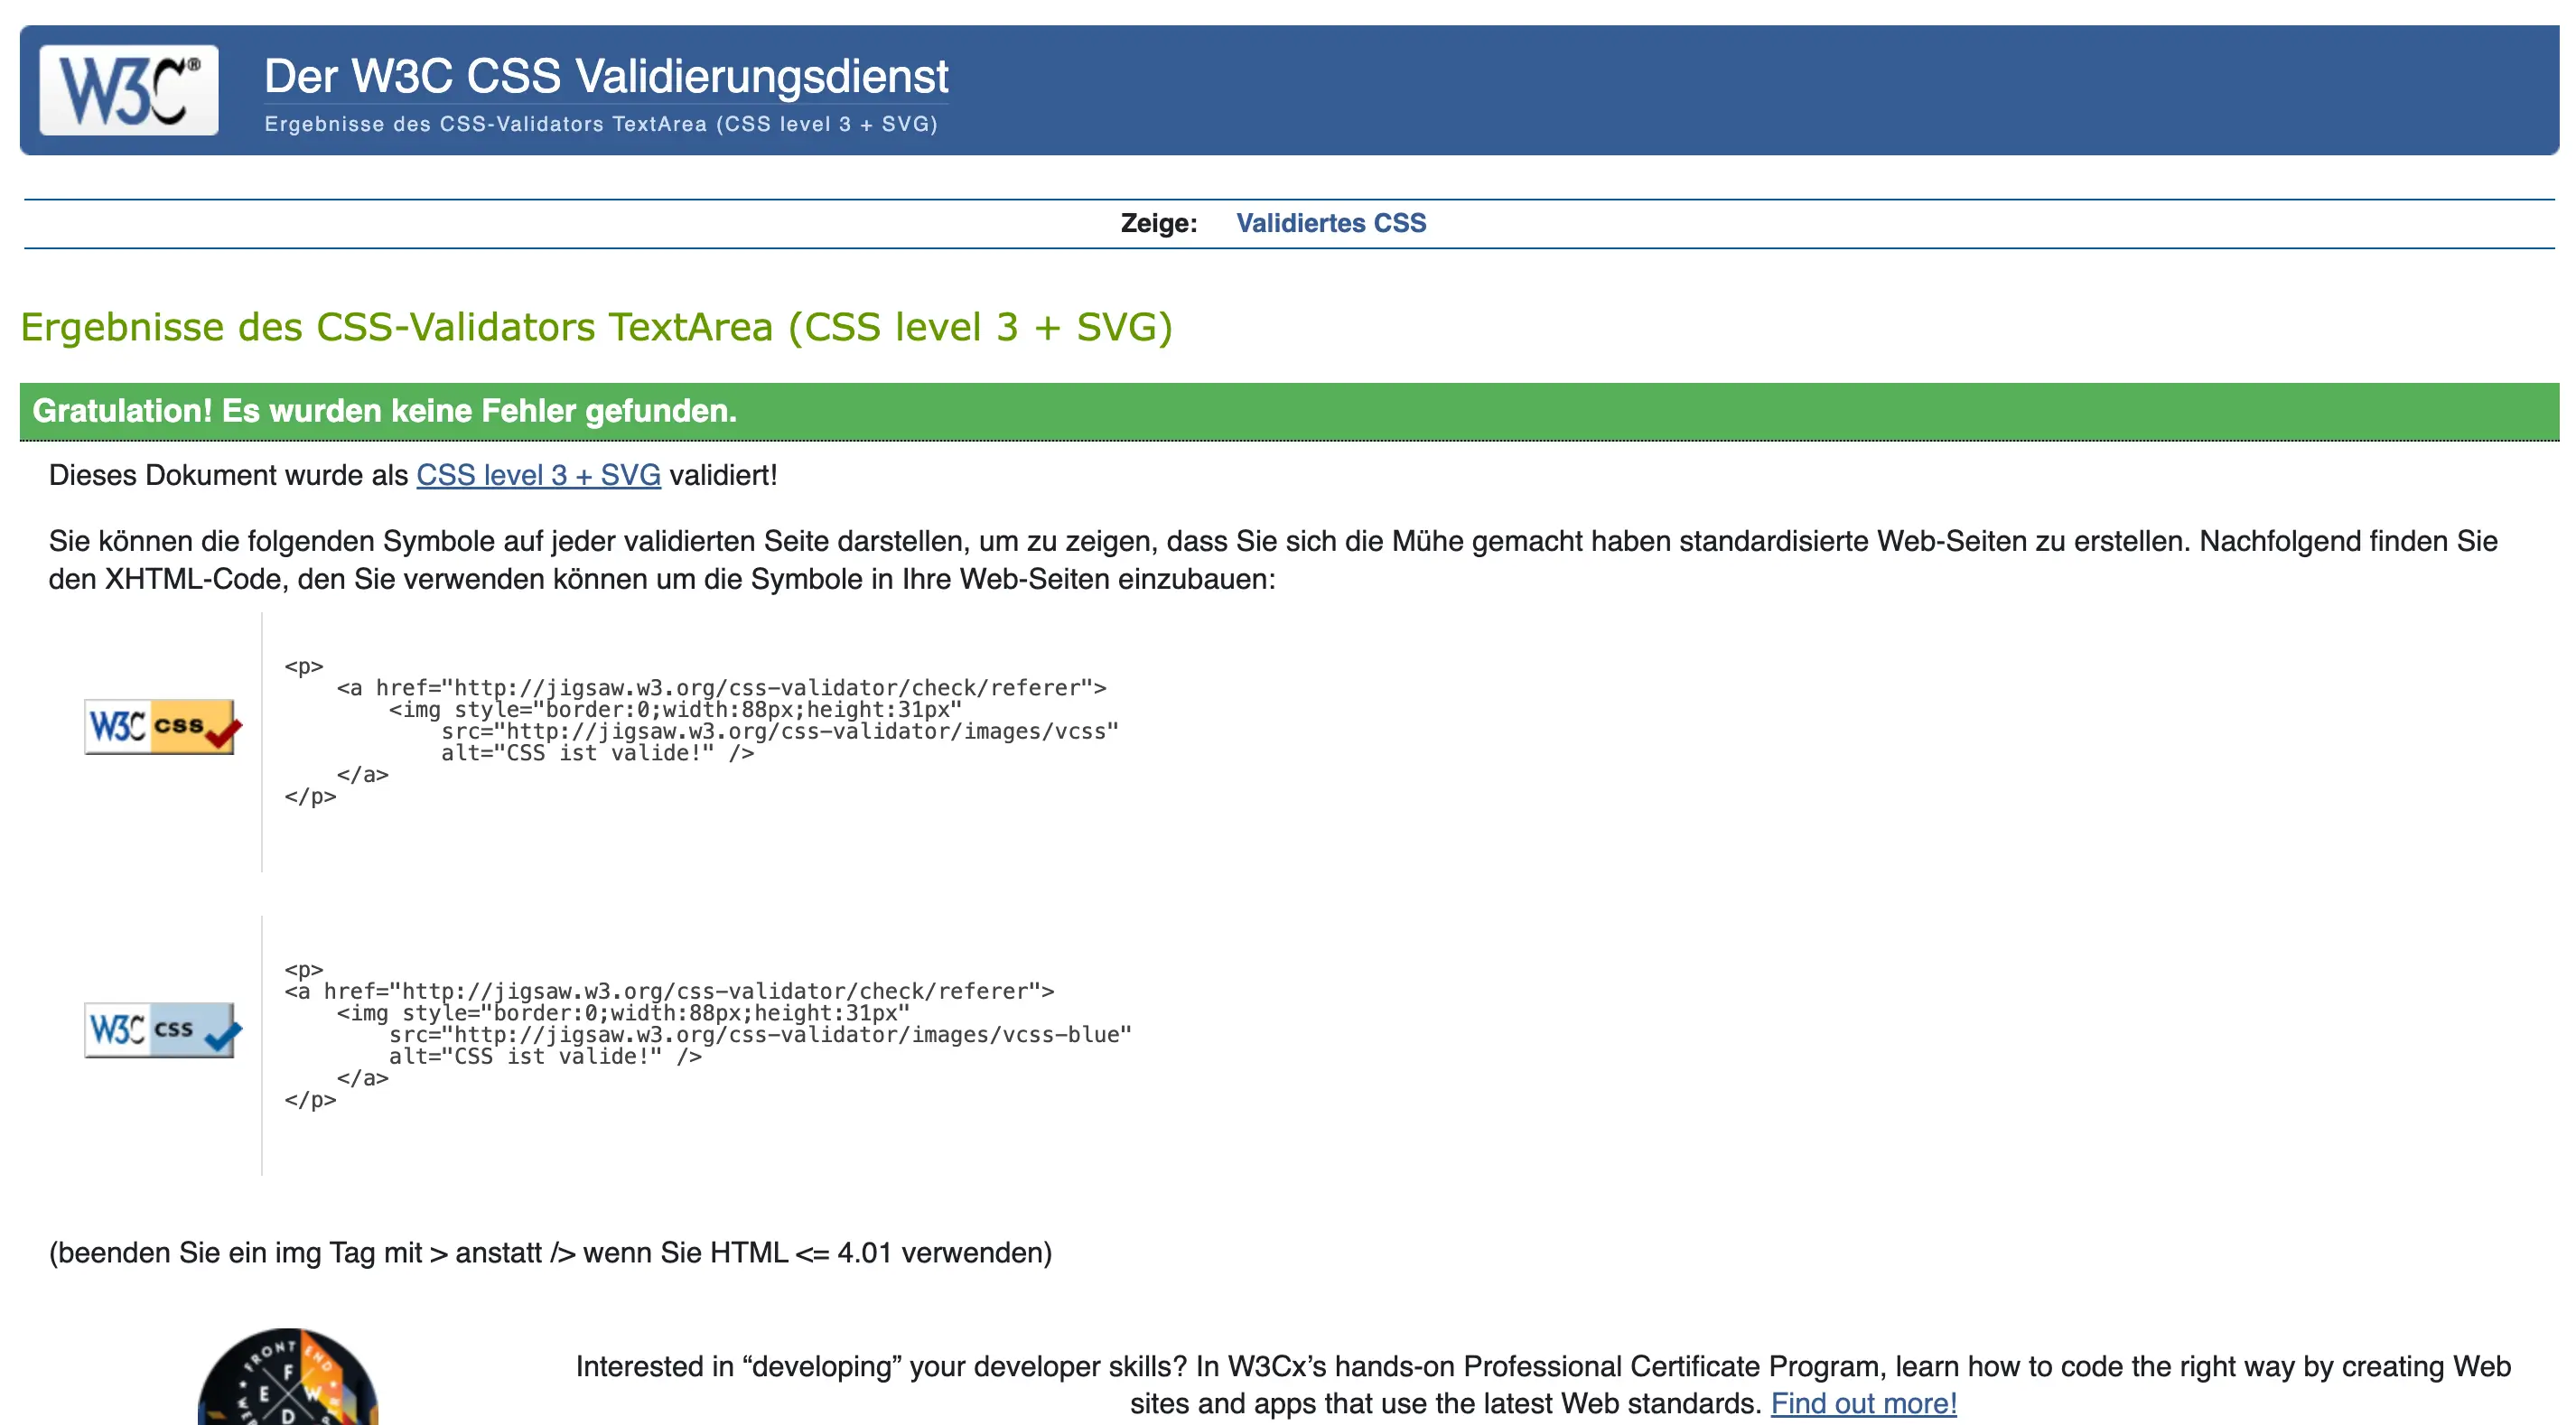 W3C®
Der W3C CSS Validierungsdienst
Ergebnisse des CSS-Validators TextArea (CSS level 3 + SVG)
Zeige: Validiertes CSS
Ergebnisse des CSS-Validators TextArea (CSS level 3 + SVG)
Gratulation! Es wurden keine Fehler gefunden.
Dieses Dokument wurde als CSS level 3 + SVG validiert!
Sie können die folgenden Symbole auf jeder validierten Seite darstellen, um zu zeigen, dass Sie sich die Mühe gemacht haben standardisierte Web-Seiten zu erstellen. Nachfolgend finden Sie
den XHTML-Code, den Sie verwenden können um die Symbole in Ihre Web-Seiten einzubauen:
W3C css
<p>
<a href="http://jigsaw.w3.org/css-validator/check/referer">
<img style="border:0;width:88px;height:31px"
src="http://jigsaw.w3.org/css-validator/images/vcss"
alt="CSS ist valide!" />
</a>
</p>
W3C css
<p>
<a href="http://jigsaw.w3.org/css-validator/check/referer">
<img style="border:0;width:88px;height:31px"
src="http://jigsaw.w3.org/css-validator/images/vcss-blue"
alt="CSS ist valide!" />
</a>
</p>
(beenden Sie ein img Tag mit > anstatt /> wenn Sie HTML <= 4.01 verwenden)
FRONT END
F
E W
D
Interested in “developing” your developer skills? In W3Cx’s hands-on Professional Certificate Program, learn how to code the right way by creating Web
sites and apps that use the latest Web standards. Find out more!